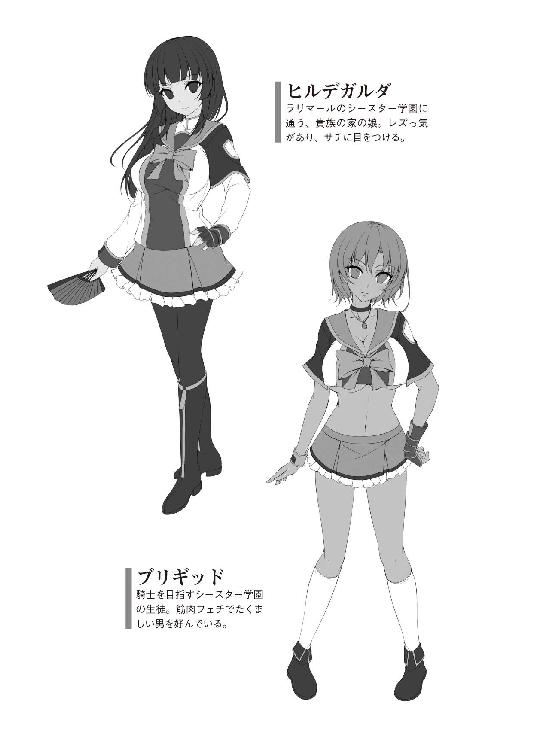 ヒルデガルダ
ラリマールのシースター学園に
通う、貴族の家の娘。レズっ気
があり、サチに目をつける。
ブリギッド
騎士を目指すシースター学園
の生徒。筋肉フェチでたくま
しい男を好んでいる。